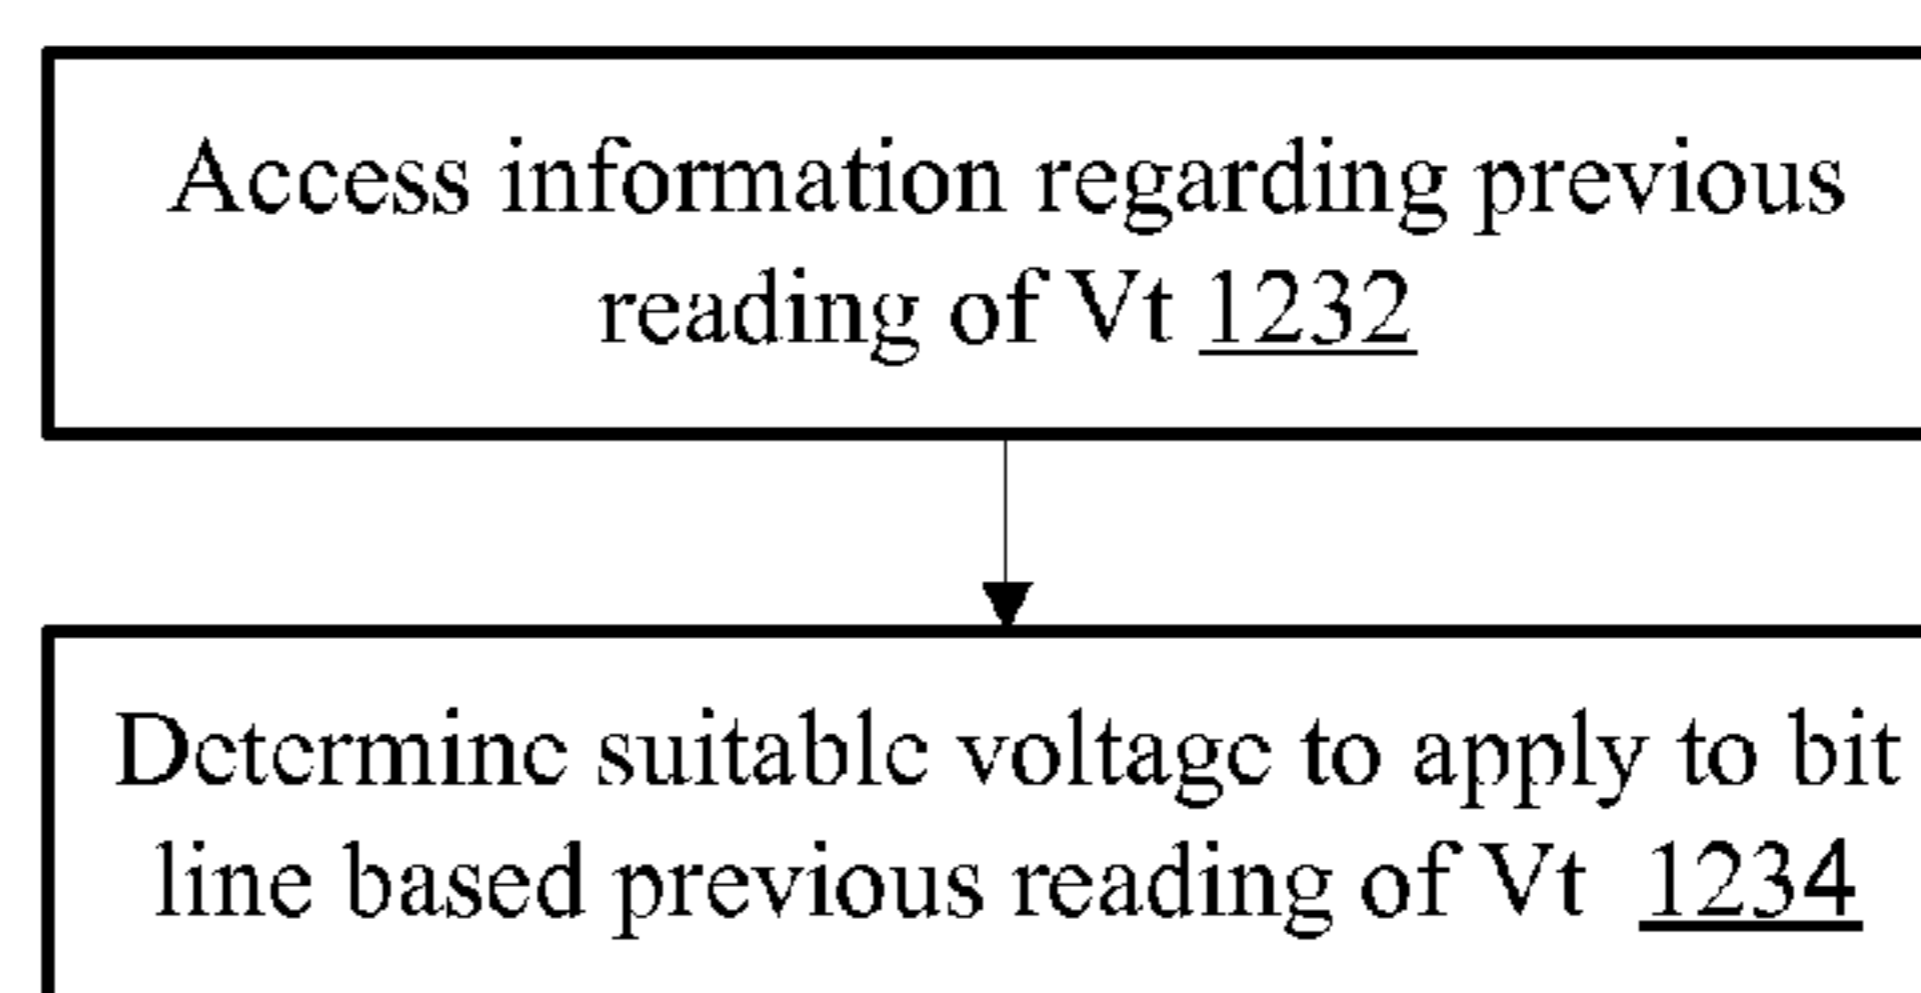 Access information regarding previous
reading of Vt 1232
Determine suitable voltage to apply to bit
line based previous reading of Vt 1234